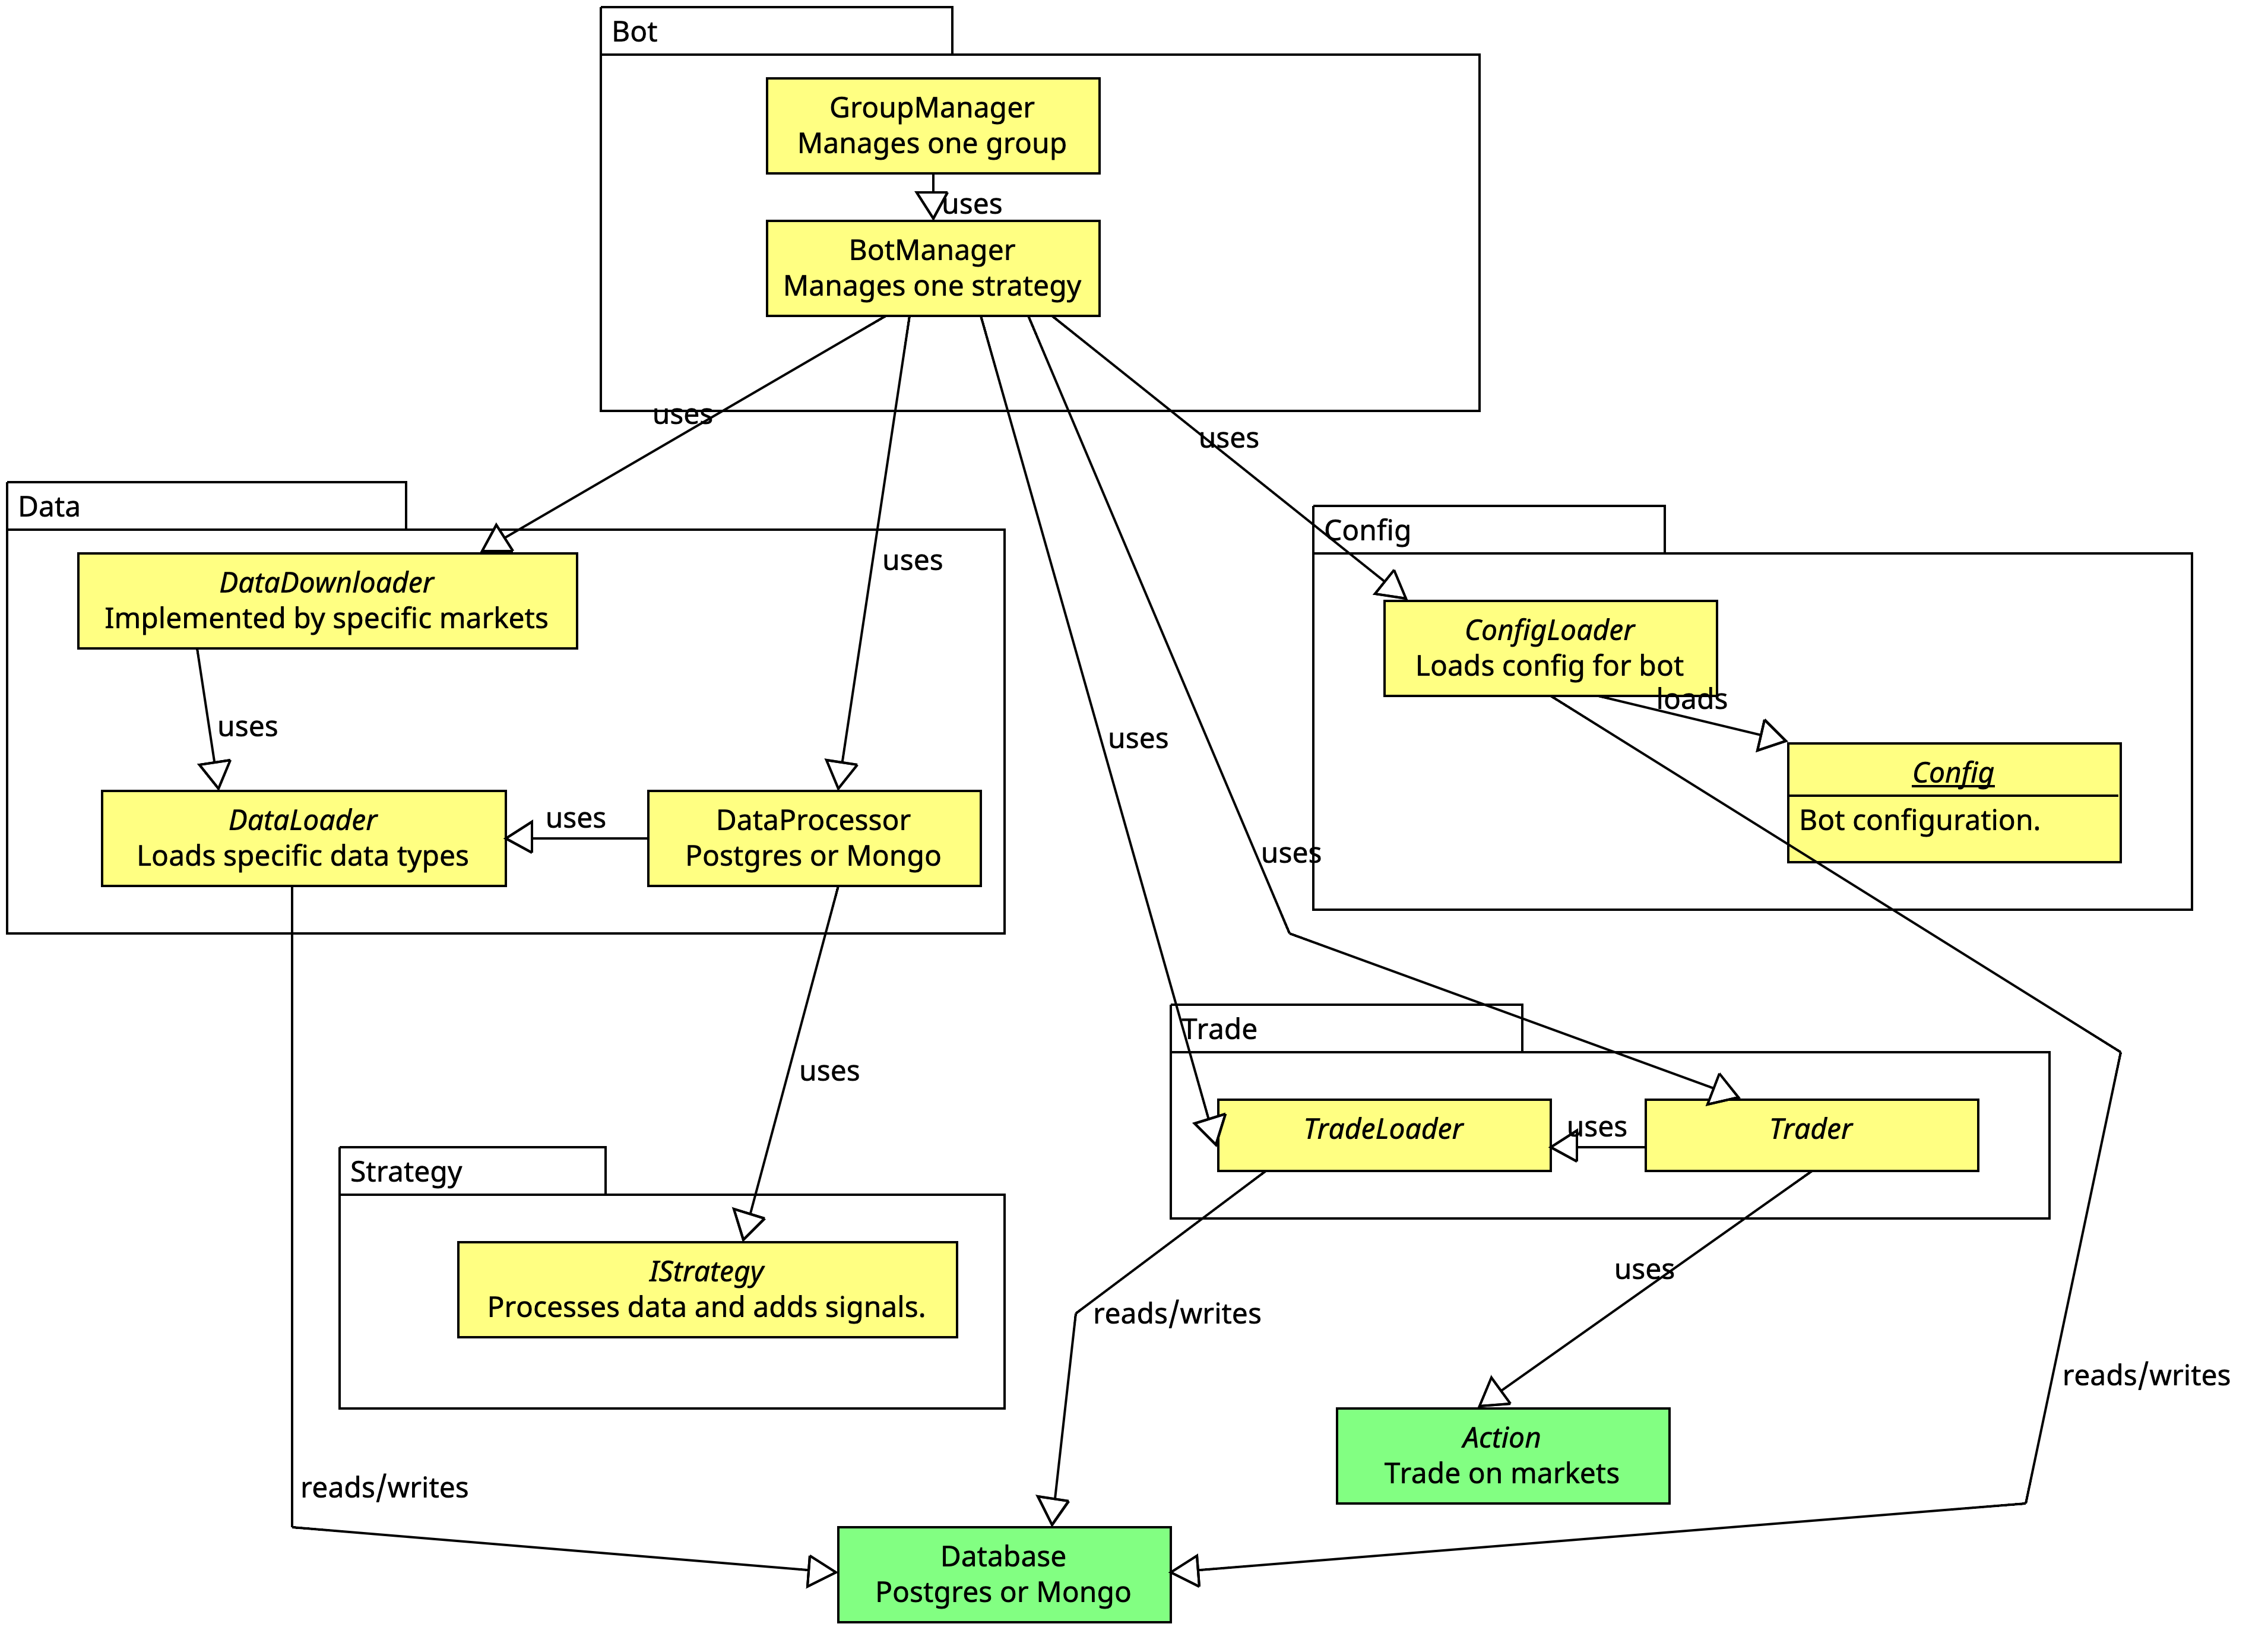 Bot
GroupManager
Manages one group
uses
BotManager
Manages one strategy
uses
uses
Data
Config
uses
DataDownloader
Implemented by specific markets
ConfigLoader
Loads config for bot
loads
uses
uses
Config
Bot configuration.
DataLoader
Loads specific data types
uses
DataProcessor
Postgres or Mongo
uses
Trade
uses
TradeLoader
uses
Trader
Strategy
IStrategy
Processes data and adds signals.
uses
reads/writes
reads/writes
Action
Trade on markets
reads/writes
Database
Postgres or Mongo